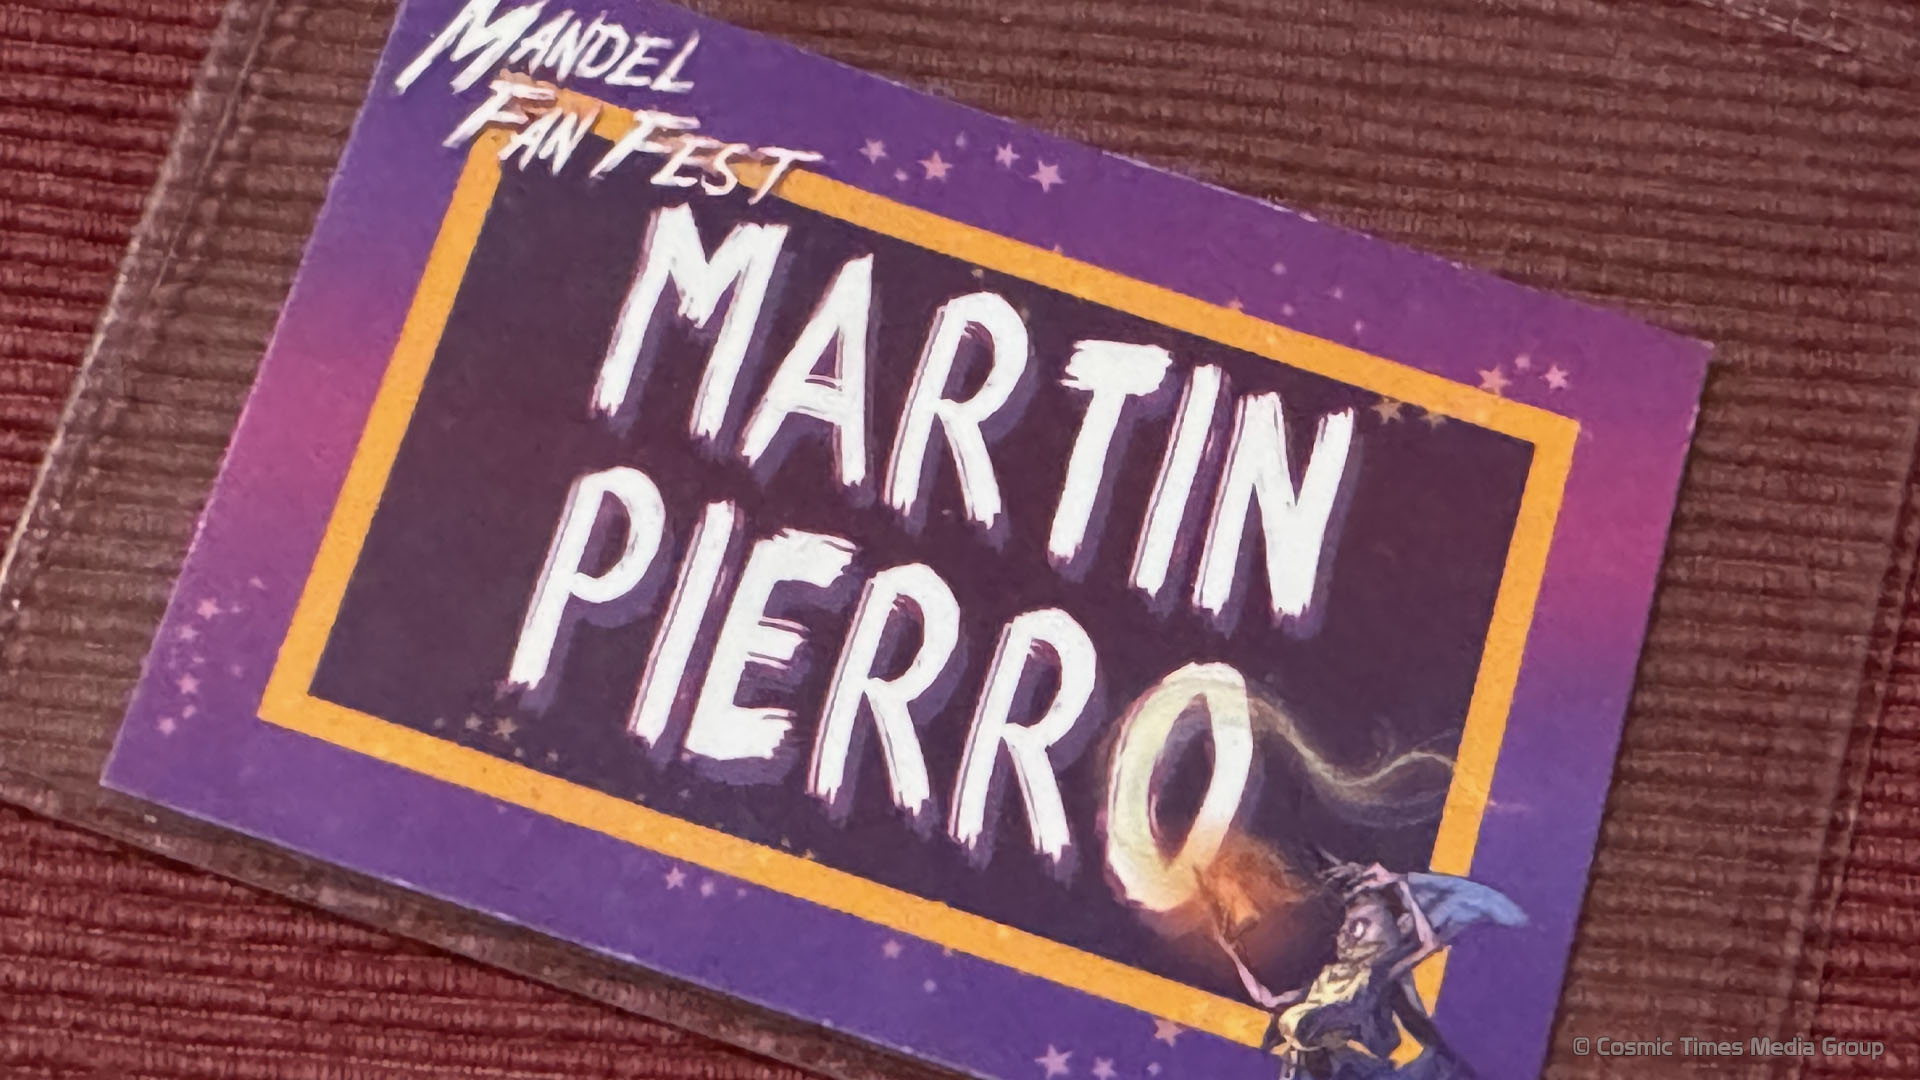 MANDEL
FAN FEST
MARTIN
PIERRO
© Cosmic Times Media Group